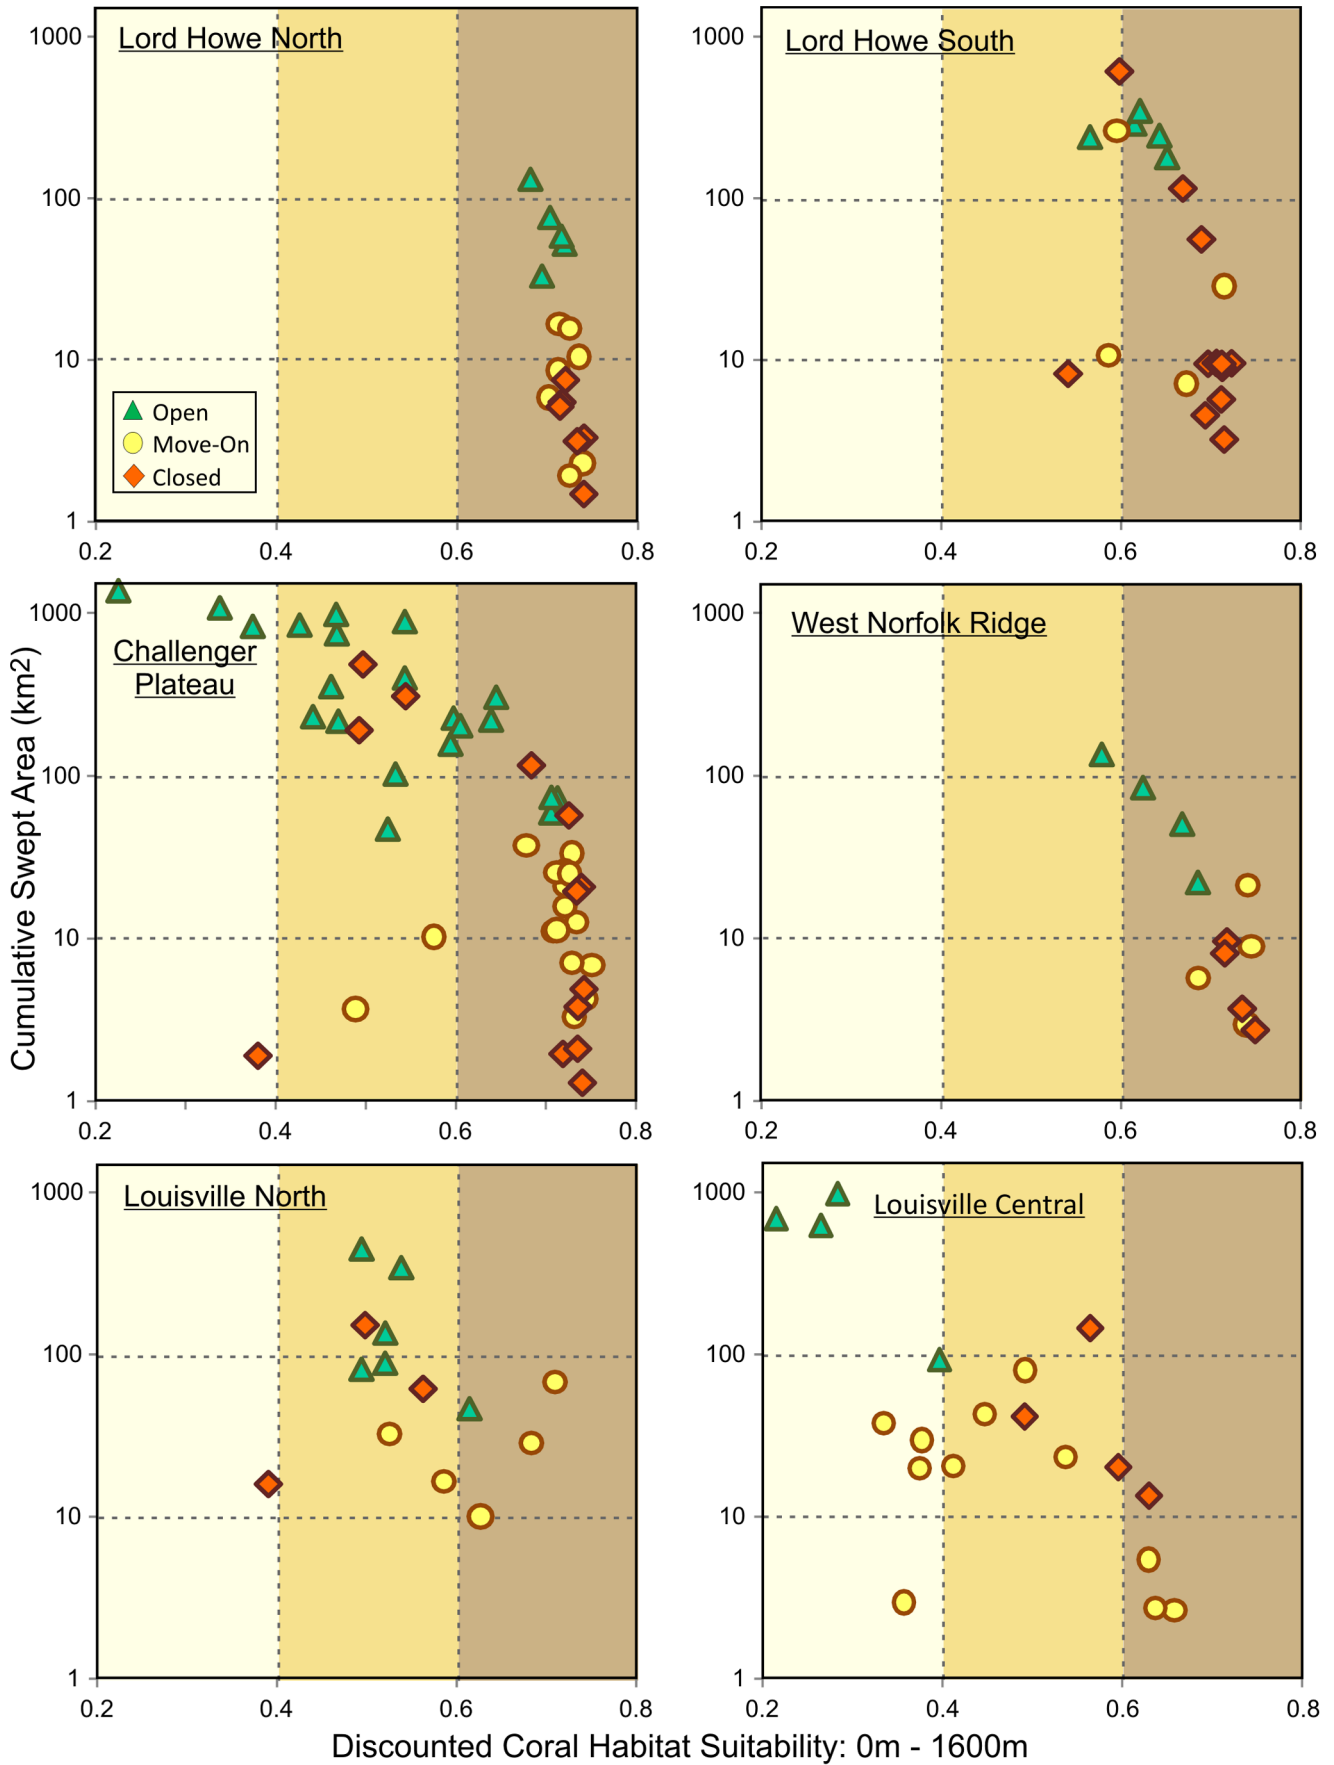 Lord Howe North
1000
100
10
1
0.2 0.4 0.6 0.8
Open
Move-On
Closed
Lord Howe South
1000
100
10
1
0.2 0.4 0.6 0.8
Cumulative Swept Area (km2)
Challenger
Plateau
1000
100
10
1
0.2 0.4 0.6 0.8
West Norfolk Ridge
1000
100
10
1
0.2 0.4 0.6 0.8
Louisville North
1000
100
10
1
0.2 0.4 0.6 0.8
Louisville Central
1000
100
10
1
0.2 0.4 0.6 0.8
Discounted Coral Habitat Suitability: 0m - 1600m